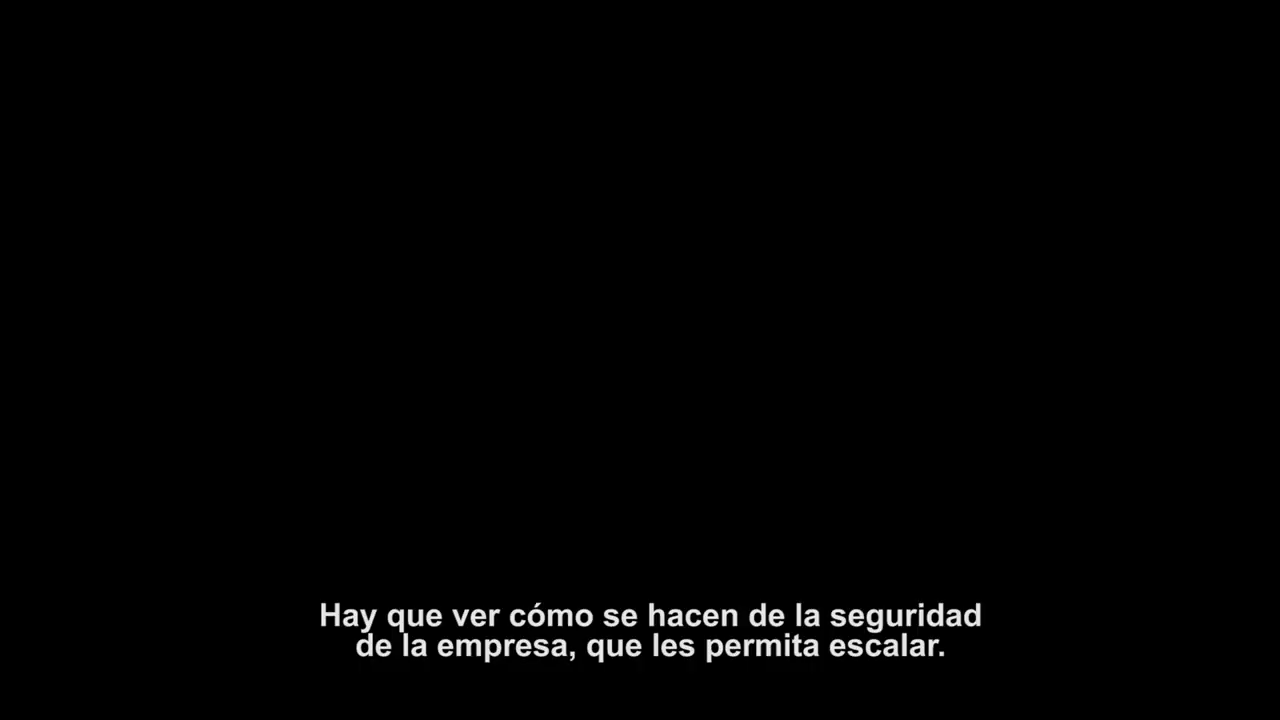 Hay que ver cómo se hacen de la seguridad
de la empresa, que les permita escalar.